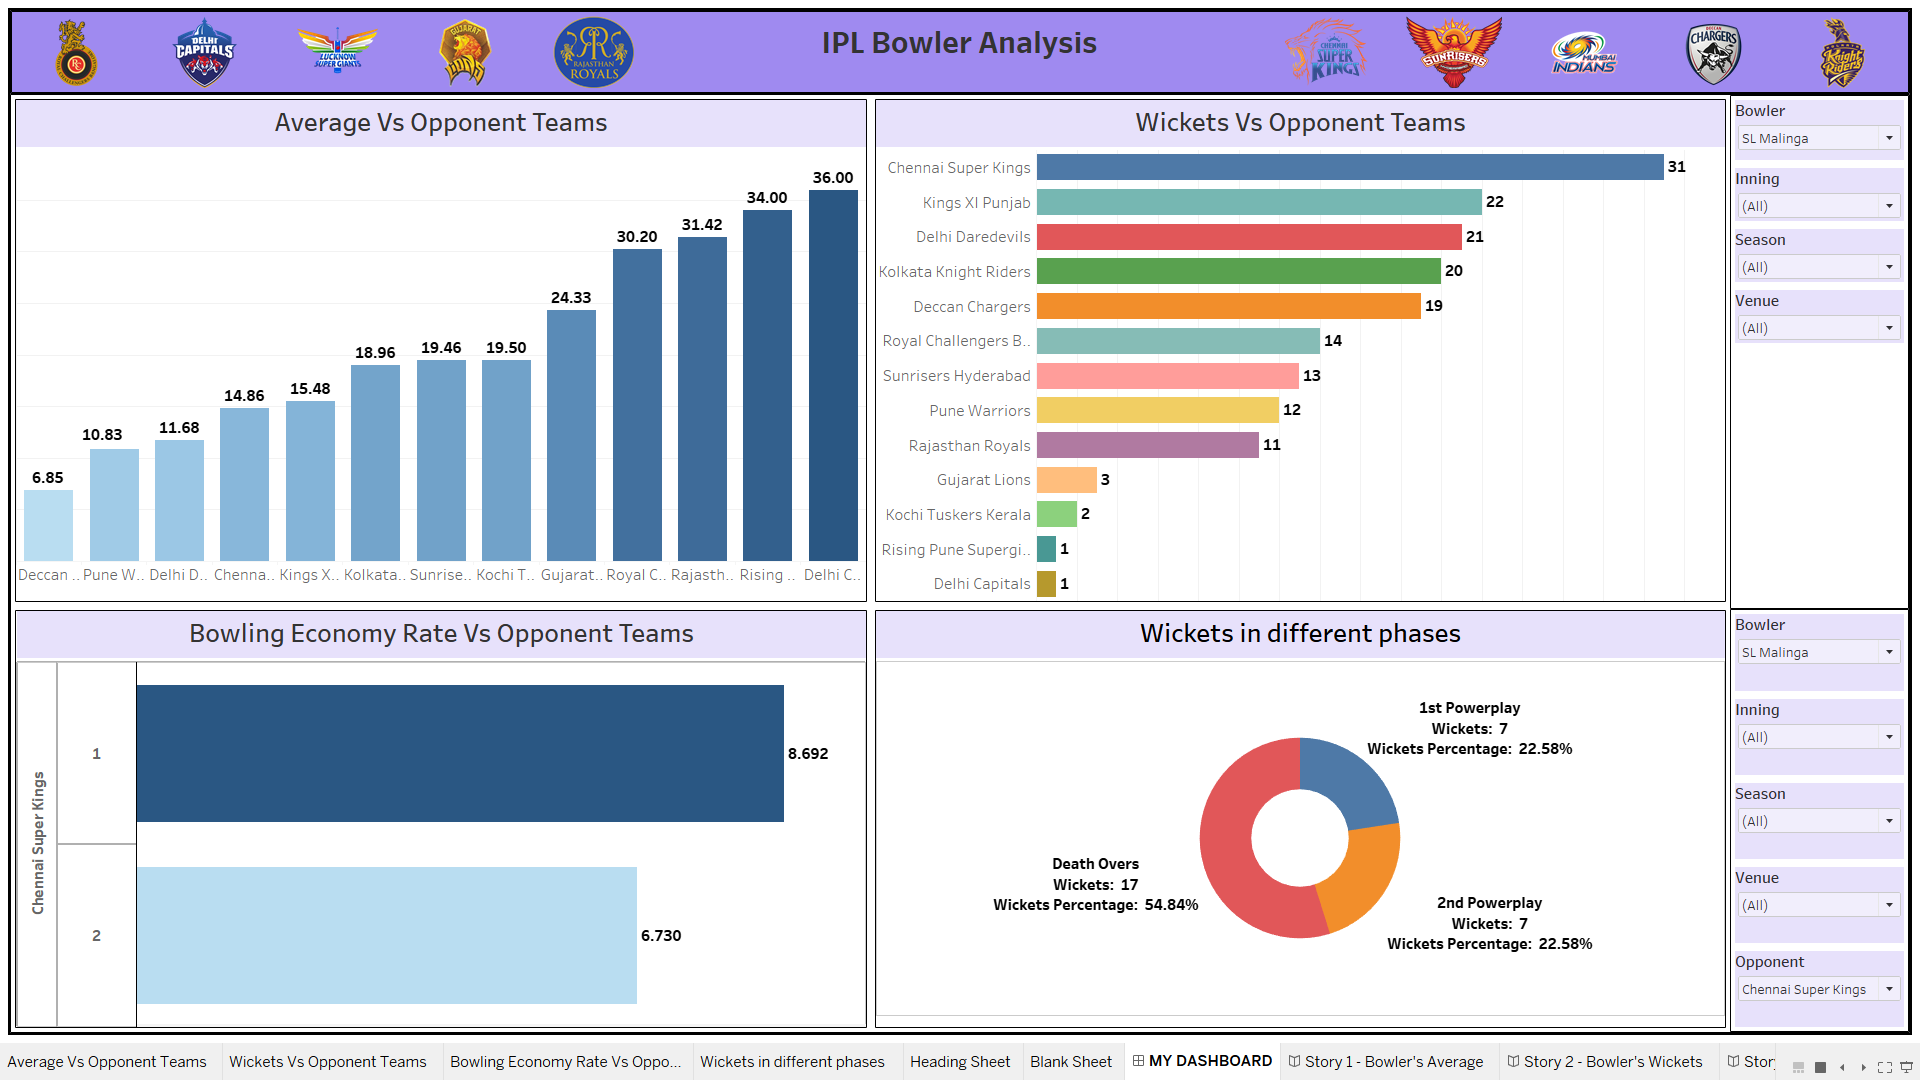 IPL Bowler Analysis
DELHI
CAPITALS
LUCKNOW
SUPER GIANTS
GUJARAT
LIONS
RAJASTHAN
ROYALS
CHENNAI
SUPER
KINGS
SUNRISERS
MUMBAI
INDIANS
DECCAN
CHARGERS
Knight
Riders
Average Vs Opponent Teams
6.85
10.83
11.68
14.86
15.48
18.96
19.46
19.50
24.33
30.20
31.42
34.00
36.00
Deccan ..
Pune W..
Delhi D..
Chenna..
Kings X..
Kolkata..
Sunrise..
Kochi T..
Gujarat..
Royal C..
Rajasth..
Rising ..
Delhi C..
Wickets Vs Opponent Teams
Chennai Super Kings 31
Kings XI Punjab 22
Delhi Daredevils 21
Kolkata Knight Riders 20
Deccan Chargers 19
Royal Challengers B.. 14
Sunrisers Hyderabad 13
Pune Warriors 12
Rajasthan Royals 11
Gujarat Lions 3
Kochi Tuskers Kerala 2
Rising Pune Supergi.. 1
Delhi Capitals 1
Bowler
SL Malinga
Inning
(All)
Season
(All)
Venue
(All)
Bowling Economy Rate Vs Opponent Teams
Chennai Super Kings
1 8.692
2 6.730
Wickets in different phases
1st Powerplay
Wickets: 7
Wickets Percentage: 22.58%
Death Overs
Wickets: 17
Wickets Percentage: 54.84%
2nd Powerplay
Wickets: 7
Wickets Percentage: 22.58%
Bowler
SL Malinga
Inning
(All)
Season
(All)
Venue
(All)
Opponent
Chennai Super Kings
Average Vs Opponent Teams
Wickets Vs Opponent Teams
Bowling Economy Rate Vs Oppo...
Wickets in different phases
Heading Sheet
Blank Sheet
MY DASHBOARD
Story 1 - Bowler's Average
Story 2 - Bowler's Wickets